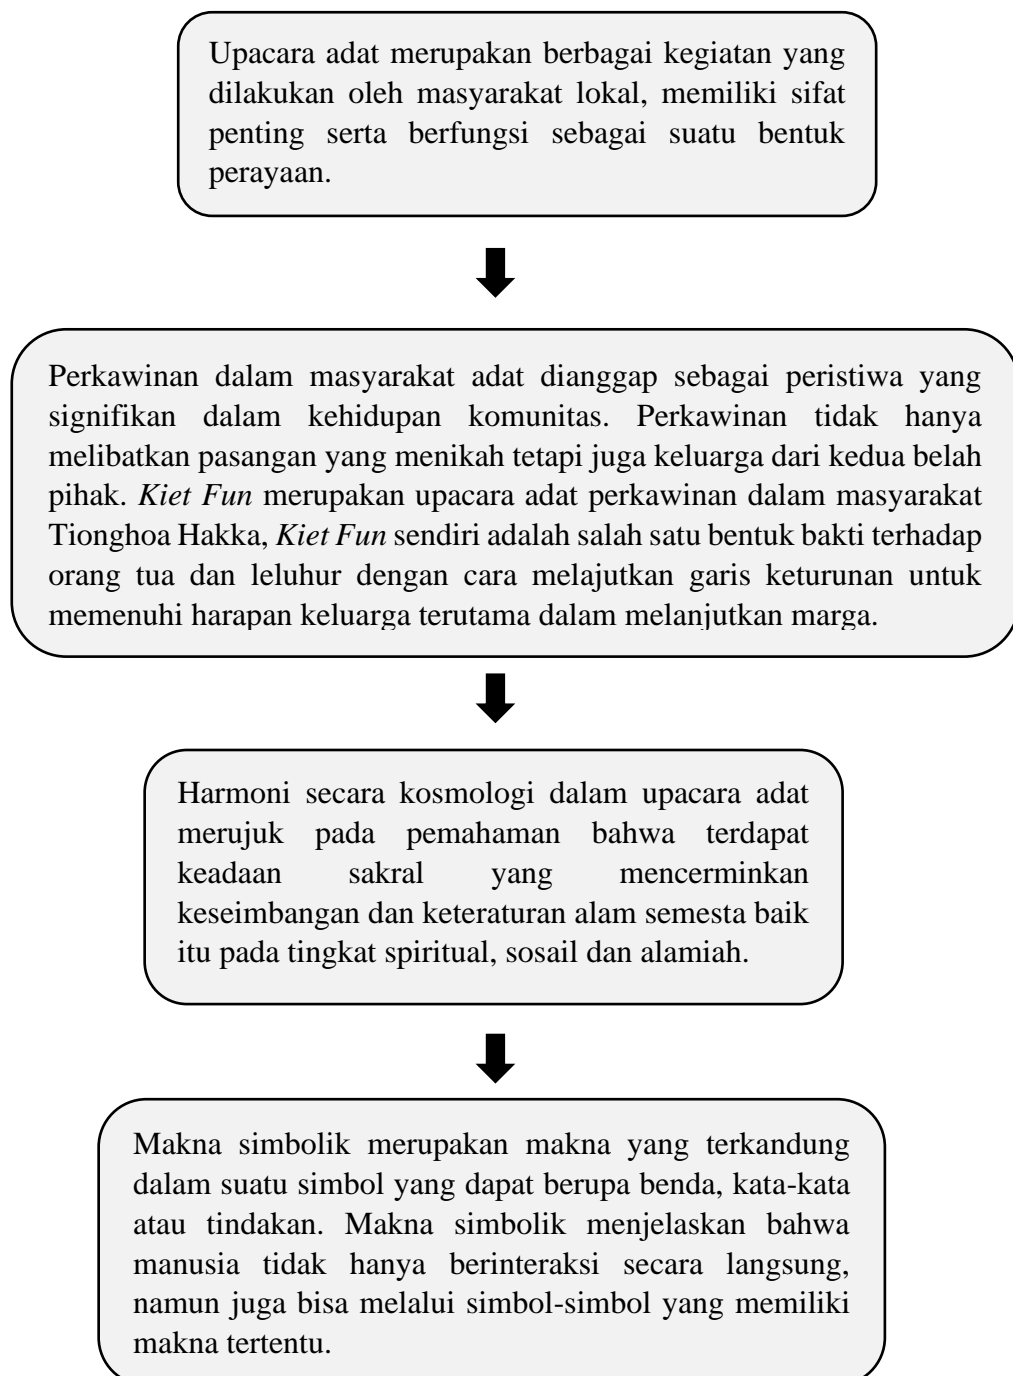 Upacara adat merupakan berbagai kegiatan yang
dilakukan oleh masyarakat lokal, memiliki sifat
penting serta berfungsi sebagai suatu bentuk
perayaan.
Perkawinan dalam masyarakat adat dianggap sebagai peristiwa yang
signifikan dalam kehidupan komunitas. Perkawinan tidak hanya
melibatkan pasangan yang menikah tetapi juga keluarga dari kedua belah
pihak. Kiet Fun merupakan upacara adat perkawinan dalam masyarakat
Tionghoa Hakka, Kiet Fun sendiri adalah salah satu bentuk bakti terhadap
orang tua dan leluhur dengan cara melajutkan garis keturunan untuk
memenuhi harapan keluarga terutama dalam melanjutkan marga.
Harmoni secara kosmologi dalam upacara adat
merujuk pada pemahaman bahwa terdapat
keadaan sakral yang mencerminkan
keseimbangan dan keteraturan alam semesta baik
itu pada tingkat spiritual, sosail dan alamiah.
Makna simbolik merupakan makna yang terkandung
dalam suatu simbol yang dapat berupa benda, kata-kata
atau tindakan. Makna simbolik menjelaskan bahwa
manusia tidak hanya berinteraksi secara langsung,
namun juga bisa melalui simbol-simbol yang memiliki
makna tertentu.